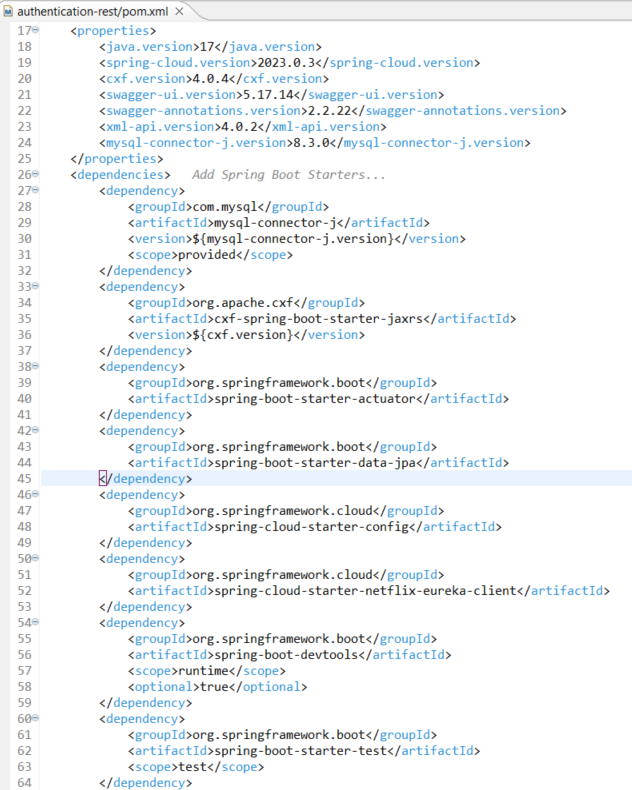 authentication-rest/pom.xml
17 <properties>
18 <java.version>17</java.version>
19 <spring-cloud.version>2023.0.3</spring-cloud.version>
20 <cxf.version>4.0.4</cxf.version>
21 <swagger-ui.version>5.17.14</swagger-ui.version>
22 <swagger-annotations.version>2.2.22</swagger-annotations.version>
23 <xml-api.version>4.0.2</xml-api.version>
24 <mysql-connector-j.version>8.3.0</mysql-connector-j.version>
25 </properties>
26 <dependencies> Add Spring Boot Starters...
27 <dependency>
28 <groupId>com.mysql</groupId>
29 <artifactId>mysql-connector-j</artifactId>
30 <version>${mysql-connector-j.version}</version>
31 <scope>provided</scope>
32 </dependency>
33 <dependency>
34 <groupId>org.apache.cxf</groupId>
35 <artifactId>cxf-spring-boot-starter-jaxrs</artifactId>
36 <version>${cxf.version}</version>
37 </dependency>
38 <dependency>
39 <groupId>org.springframework.boot</groupId>
40 <artifactId>spring-boot-starter-actuator</artifactId>
41 </dependency>
42 <dependency>
43 <groupId>org.springframework.boot</groupId>
44 <artifactId>spring-boot-starter-data-jpa</artifactId>
45 </dependency>
46 <dependency>
47 <groupId>org.springframework.cloud</groupId>
48 <artifactId>spring-cloud-starter-config</artifactId>
49 </dependency>
50 <dependency>
51 <groupId>org.springframework.cloud</groupId>
52 <artifactId>spring-cloud-starter-netflix-eureka-client</artifactId>
53 </dependency>
54 <dependency>
55 <groupId>org.springframework.boot</groupId>
56 <artifactId>spring-boot-devtools</artifactId>
57 <scope>runtime</scope>
58 <optional>true</optional>
59 </dependency>
60 <dependency>
61 <groupId>org.springframework.boot</groupId>
62 <artifactId>spring-boot-starter-test</artifactId>
63 <scope>test</scope>
64 </dependency>